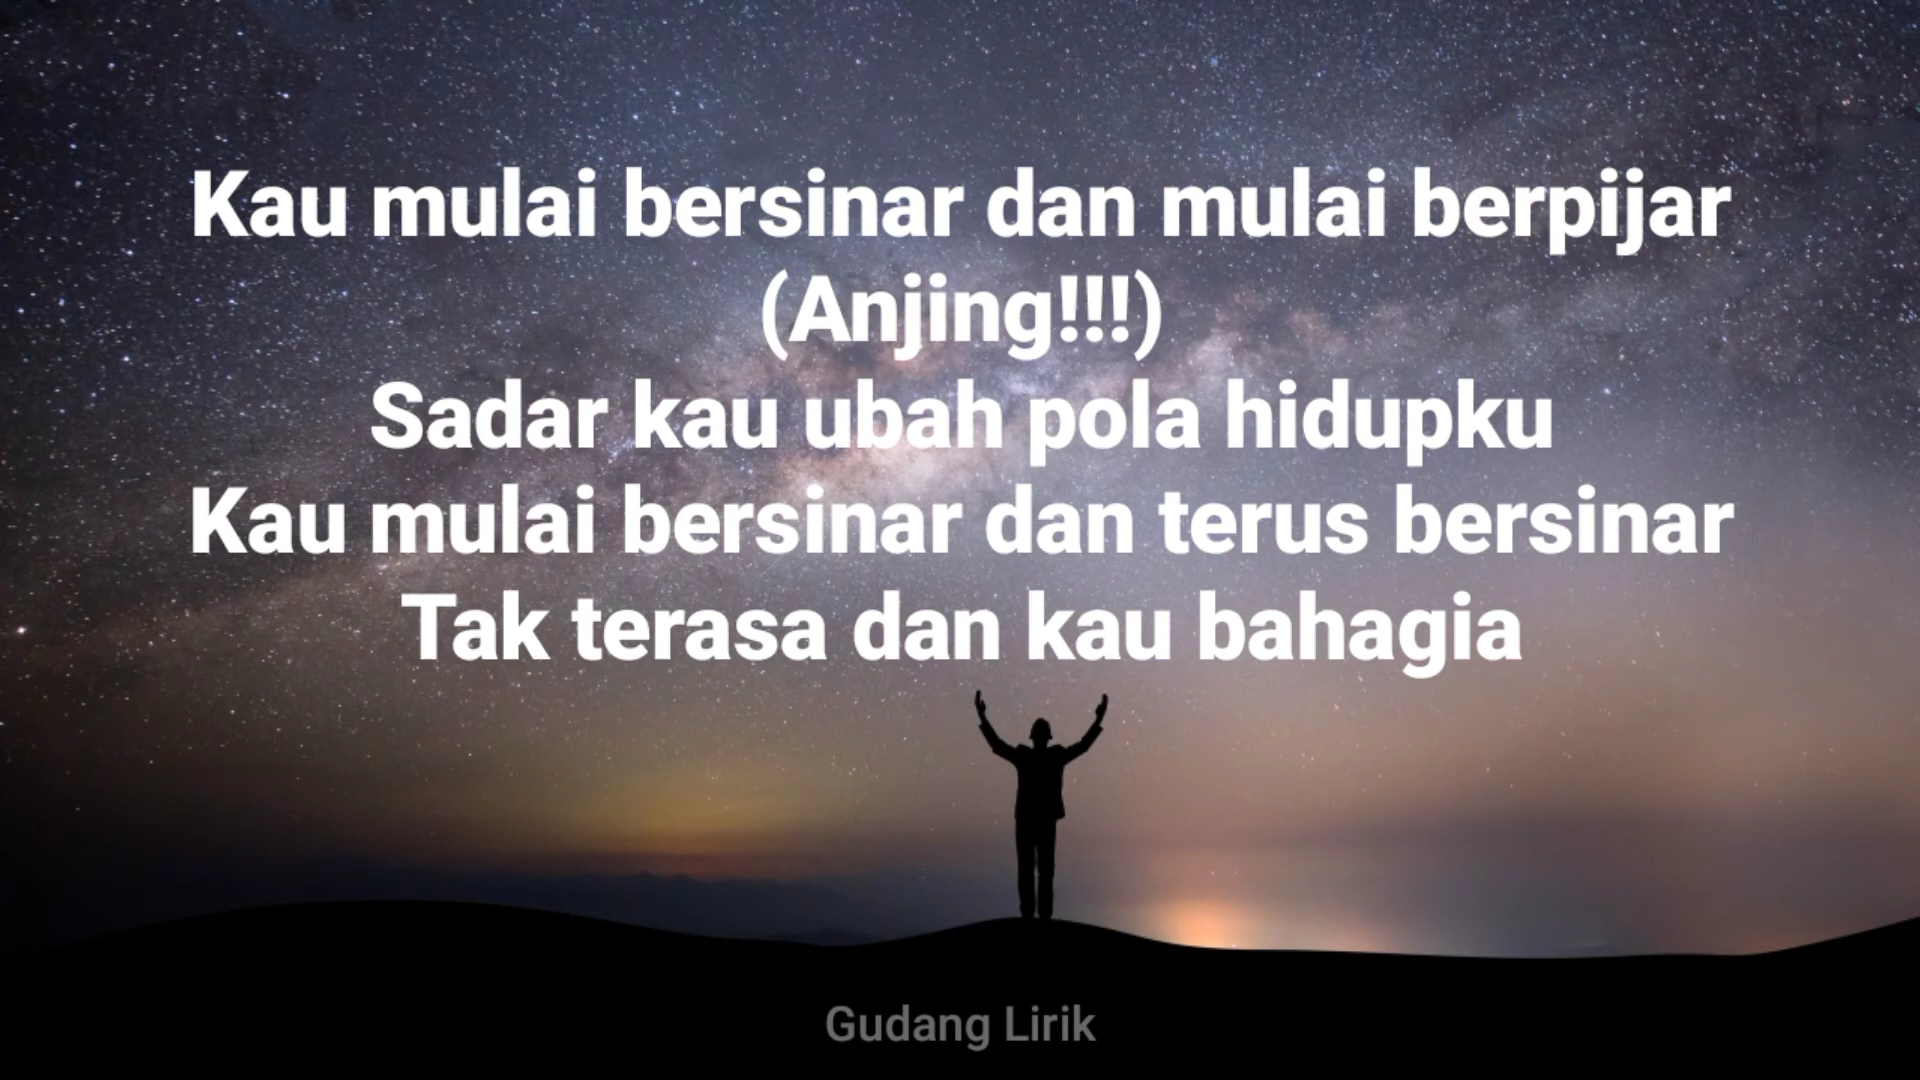 Kau mulai bersinar dan mulai berpijar
(Anjing!!!)
Sadar kau ubah pola hidupku
Kau mulai bersinar dan terus bersinar
Tak terasa dan kau bahagia
Gudang Lirik